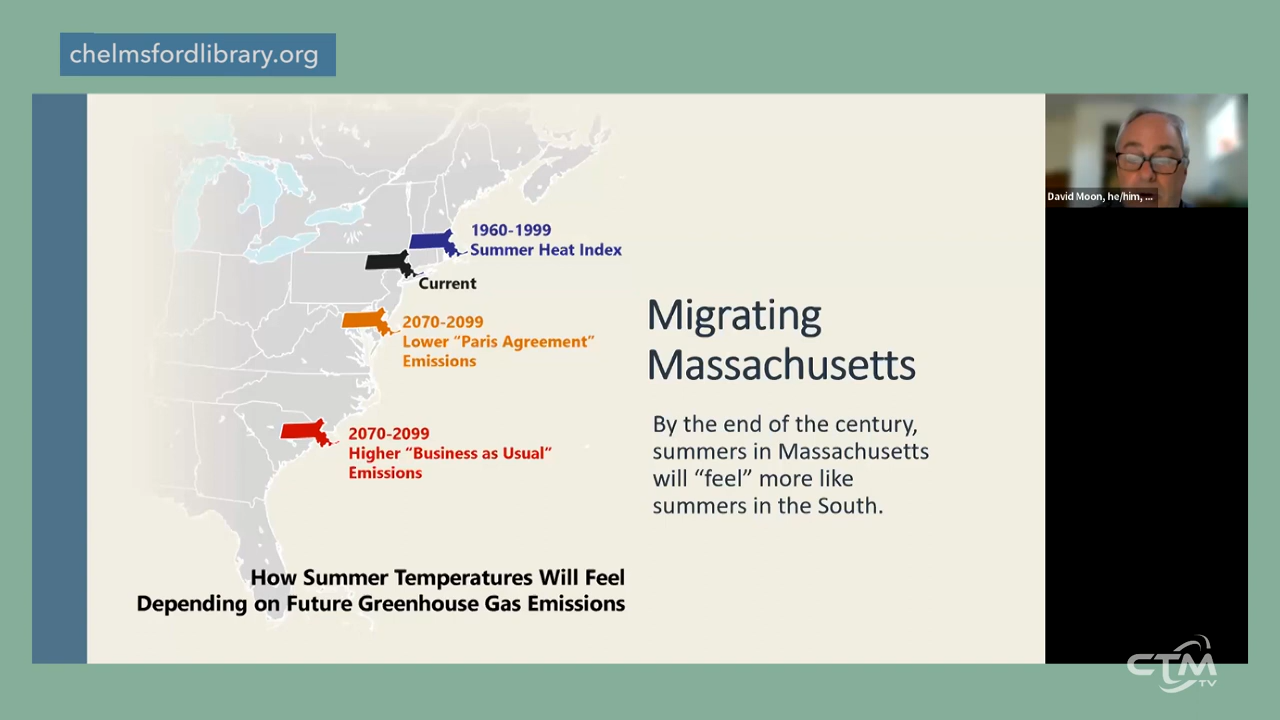 chelmsfordlibrary.org
1960-1999
Summer Heat Index
Current
2070-2099
Lower “Paris Agreement”
Emissions
2070-2099
Higher “Business as Usual”
Emissions
How Summer Temperatures Will Feel
Depending on Future Greenhouse Gas Emissions
Migrating
Massachusetts
By the end of the century,
summers in Massachusetts
will “feel” more like
summers in the South.
David Moon, he/him, ...
CTM
TV